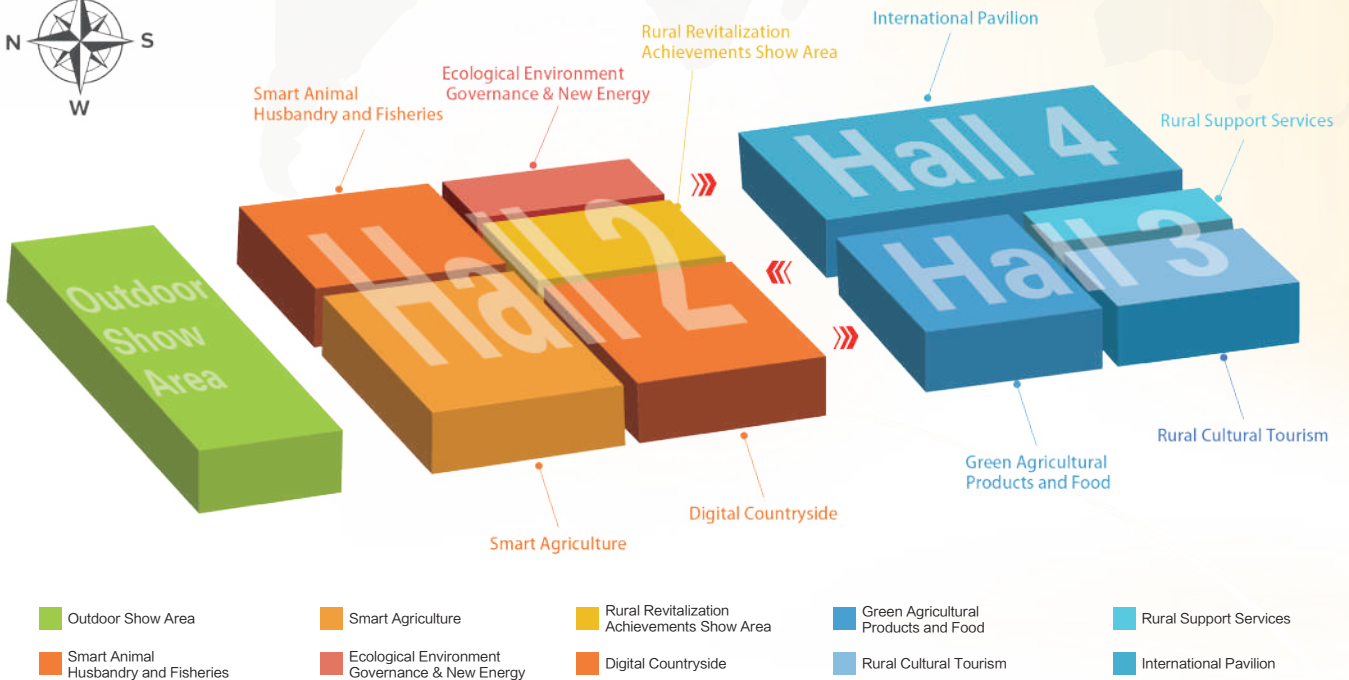 International Pavilion
Rural Revitalization
Achievements Show Area
N
S
W
Ecological Environment
Governance & New Energy
Smart Animal
Husbandry and Fisheries
Rural Support Services
Hall 4
Hall 2
Hall 3
Outdoor
Show
Area
Rural Cultural Tourism
Green Agricultural
Products and Food
Digital Countryside
Smart Agriculture
Outdoor Show Area
Smart Agriculture
Rural Revitalization
Achievements Show Area
Green Agricultural
Products and Food
Rural Support Services
Smart Animal
Husbandry and Fisheries
Ecological Environment
Governance & New Energy
Digital Countryside
Rural Cultural Tourism
International Pavilion